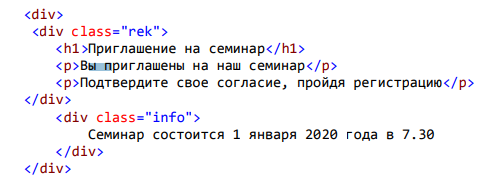 <div>
<div class="rek">
<h1>Приглашение на семинар</h1>
<p>Вы приглашены на наш семинар</p>
<p>Подтвердите свое согласие, пройдя регистрацию</p>
</div>
<div class="info">
Семинар состоится 1 января 2020 года в 7.30
</div>
</div>